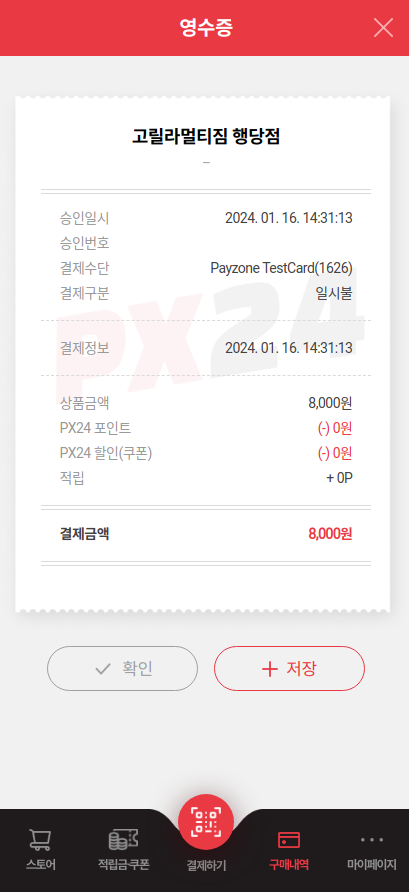 영수증
고릴라멀티짐 행당점
–
승인일시 2024. 01. 16. 14:31:13
승인번호
결제수단 Payzone TestCard(1626)
결제구분 일시불
PX24
결제정보 2024. 01. 16. 14:31:13
상품금액 8,000원
PX24 포인트 (-) 0원
PX24 할인(쿠폰) (-) 0원
적립 + 0P
결제금액 8,000원
확인 저장
스토어 적립금·쿠폰 결제하기 구매내역 마이페이지